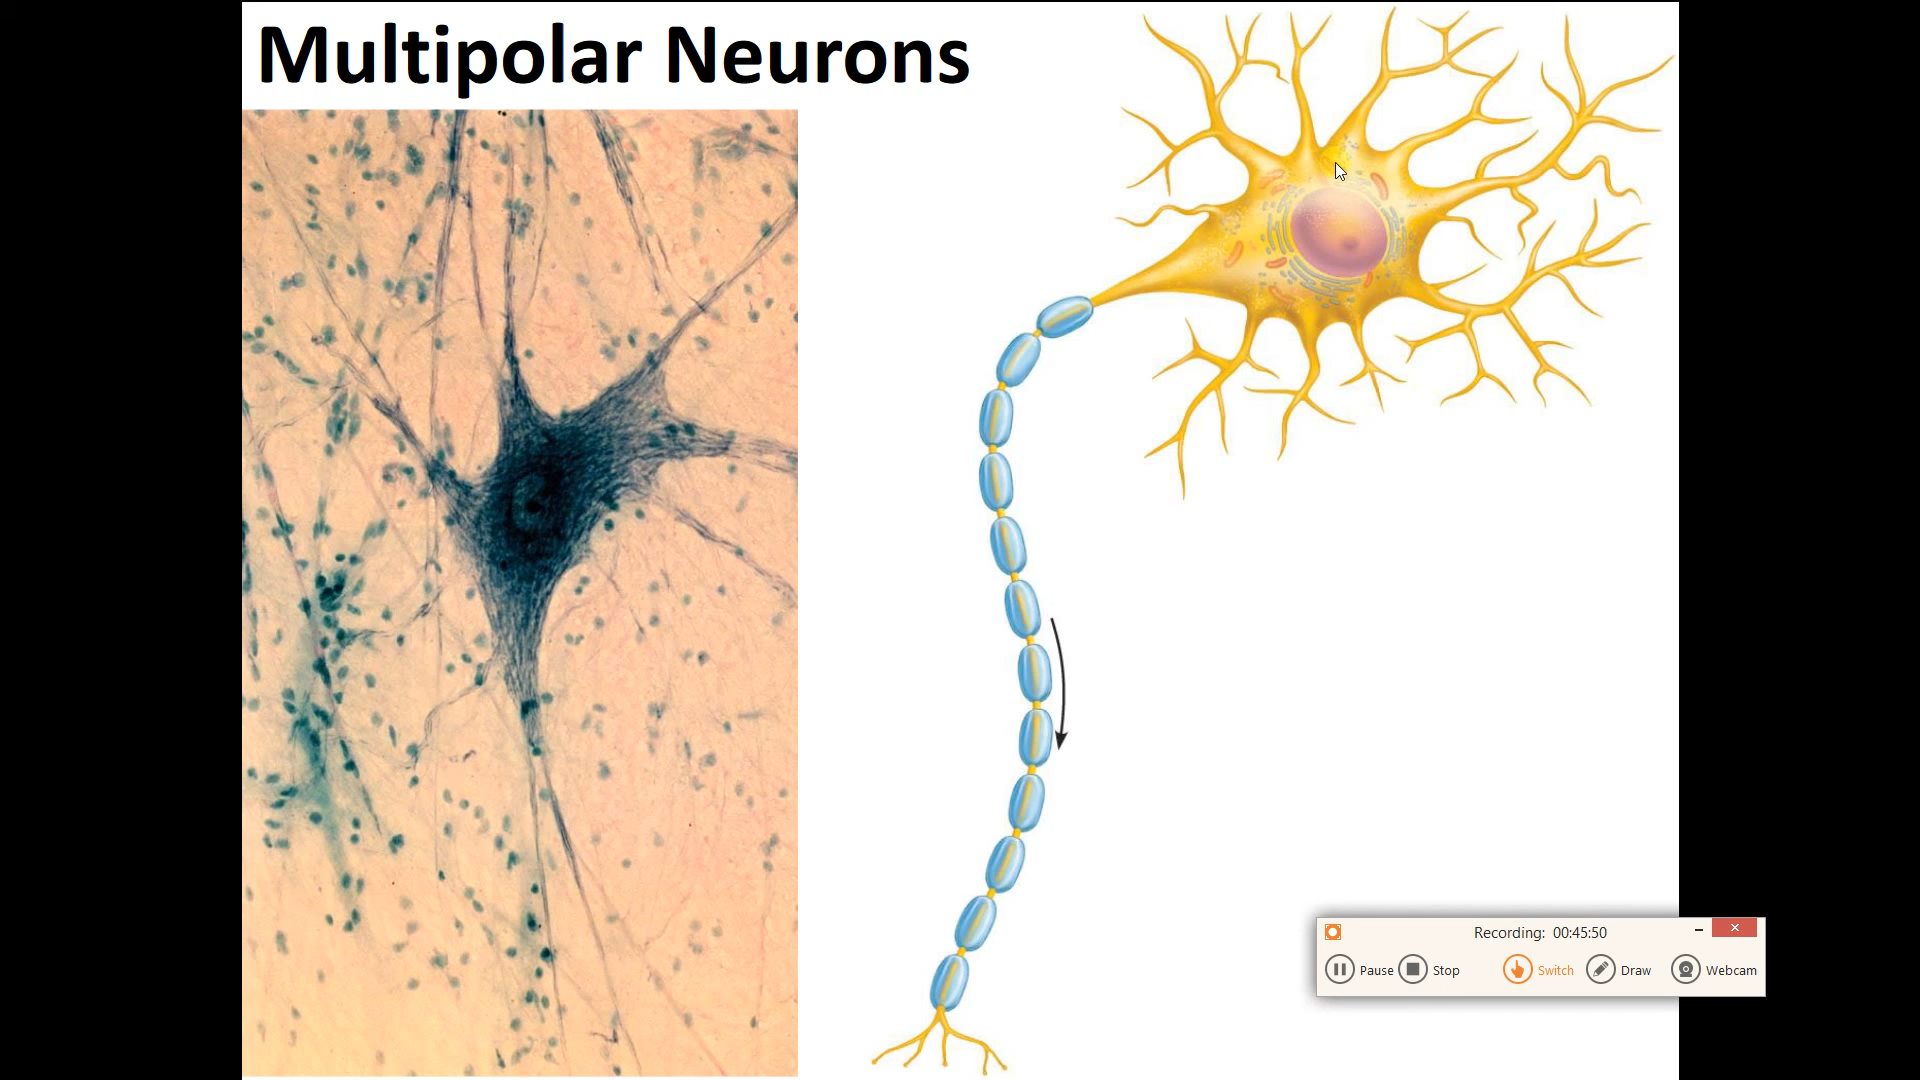 Multipolar Neurons
Recording: 00:45:50
Pause Stop Switch Draw Webcam